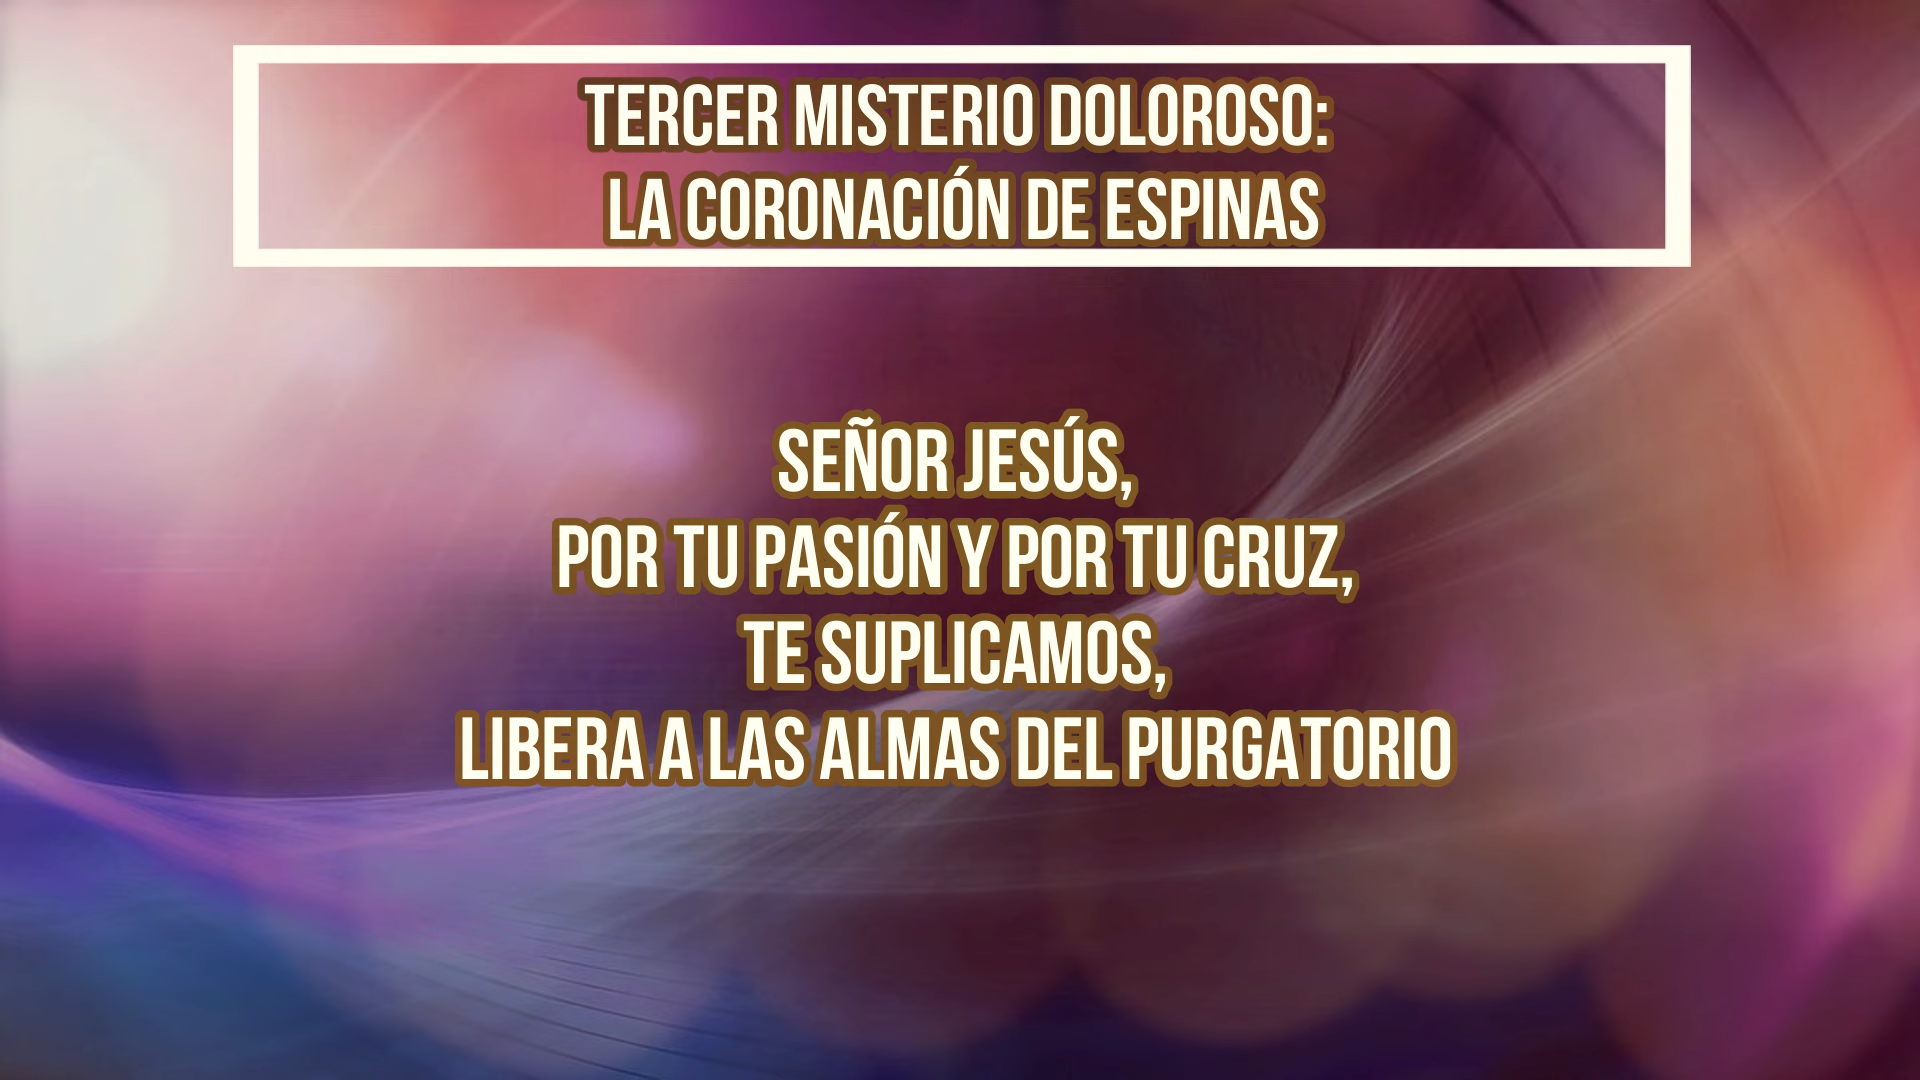 TERCER MISTERIO DOLOROSO:
LA CORONACIÓN DE ESPINAS
SEÑOR JESÚS,
POR TU PASIÓN Y POR TU CRUZ,
TE SUPLICAMOS,
LIBERA A LAS ALMAS DEL PURGATORIO